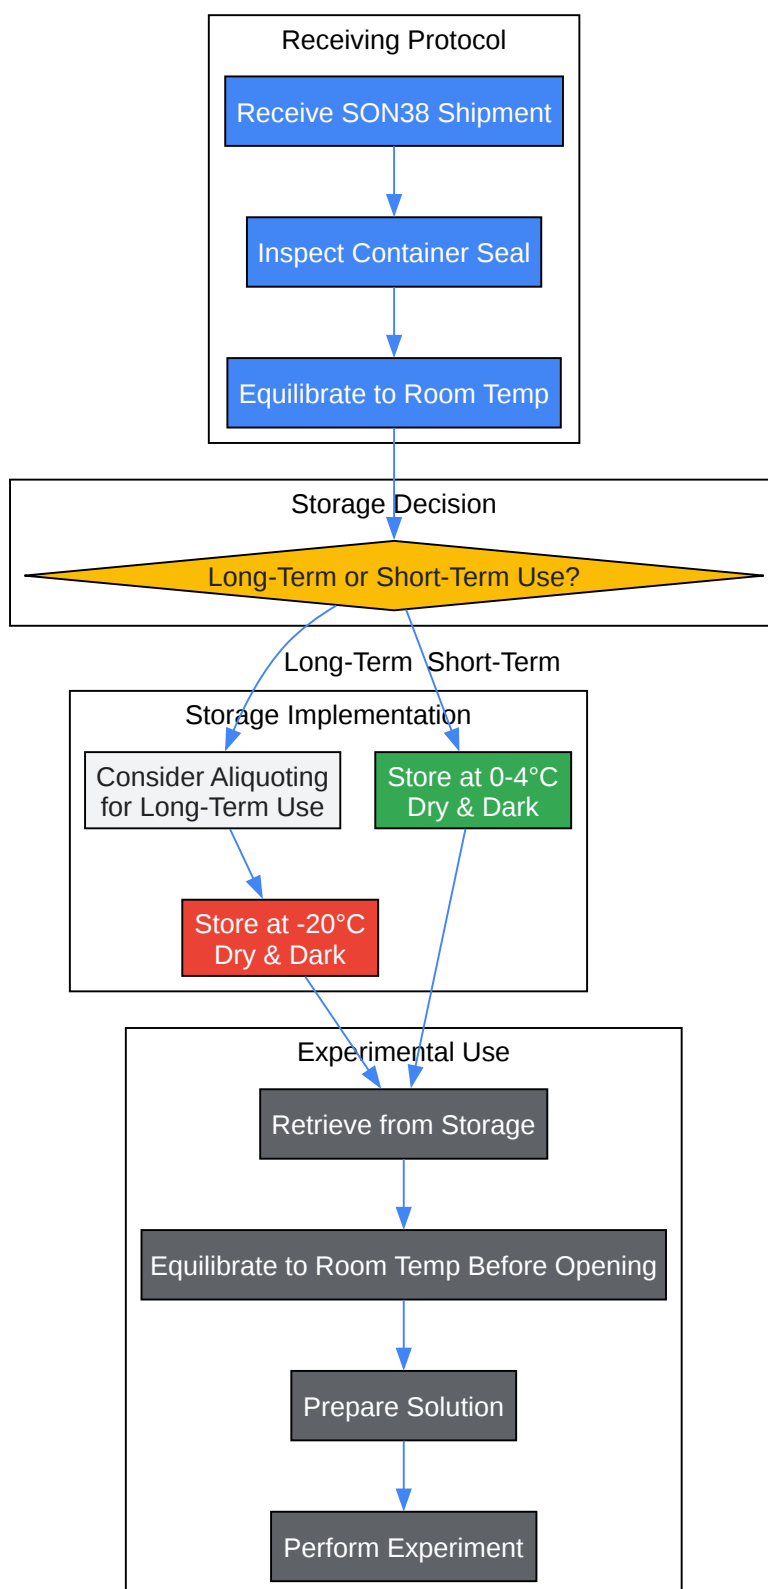 Receiving Protocol
Receive SON38 Shipment
Inspect Container Seal
Equilibrate to Room Temp
Storage Decision
Long-Term or Short-Term Use?
Long-Term
Short-Term
Storage Implementation
Consider Aliquoting
for Long-Term Use
Store at 0-4°C
Dry & Dark
Store at -20°C
Dry & Dark
Experimental Use
Retrieve from Storage
Equilibrate to Room Temp Before Opening
Prepare Solution
Perform Experiment